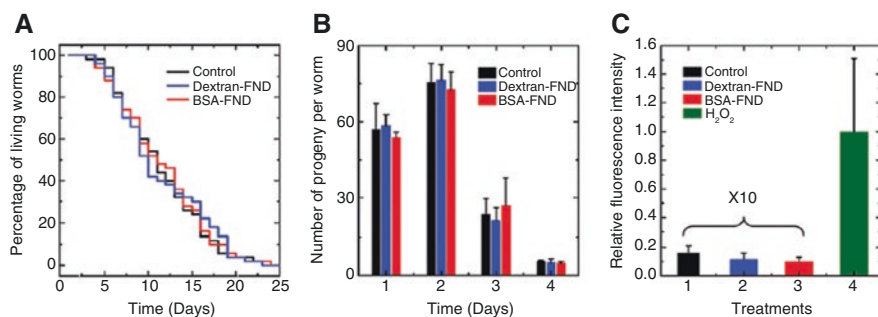 A
Percentage of living worms
100
80
60
40
20
0
Control
Dextran-FND
BSA-FND
0 5 10 15 20 25
Time (Days)
B
Number of progeny per worm
90
60
30
0
Control
Dextran-FND
BSA-FND
1 2 3 4
Time (Days)
C
Relative fluorescence intensity
1.6
1.4
1.2
1.0
0.8
0.6
0.4
0.2
0.0
Control
Dextran-FND
BSA-FND
H₂O₂
X10
1 2 3 4
Treatments